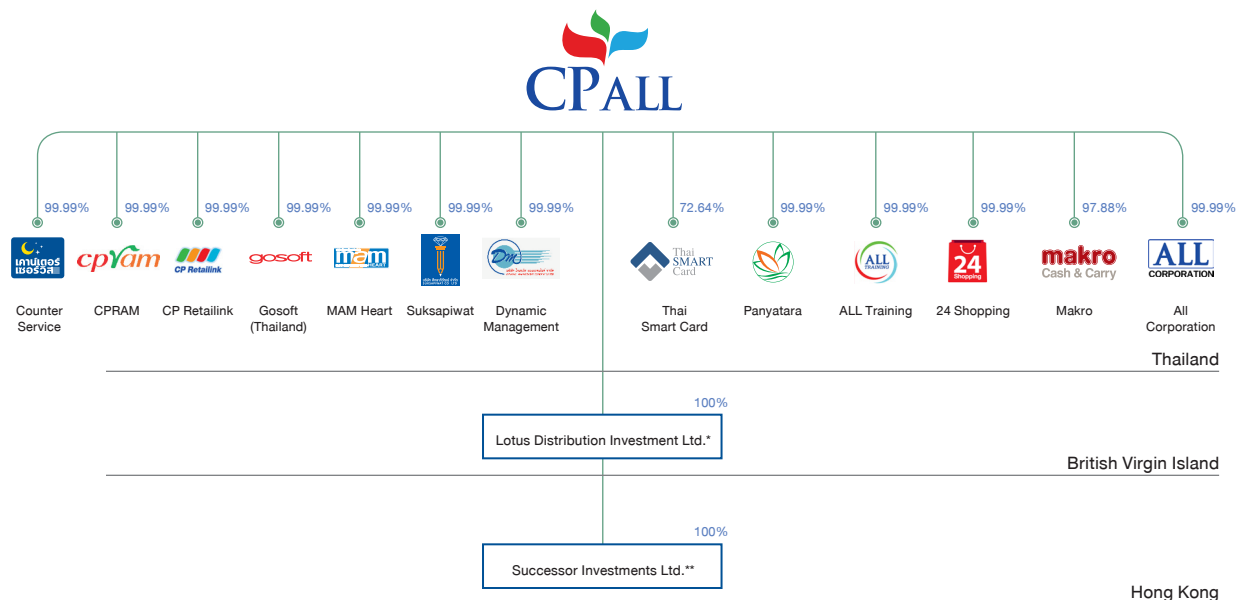 CPALL
99.99%
99.99%
99.99%
99.99%
99.99%
99.99%
99.99%
72.64%
99.99%
99.99%
99.99%
97.88%
99.99%
เคาน์เตอร์
เซอร์วิส
cpram
CP Retailink
gosoft
mam
HEART
Dm
Thai
SMART
Card
ALL
TRAINING
24
Shopping
makro
Cash & Carry
ALL
CORPORATION
Counter
Service
CPRAM
CP Retailink
Gosoft
(Thailand)
MAM Heart
Suksapiwat
Dynamic
Management
Thai
Smart Card
Panyatara
ALL Training
24 Shopping
Makro
All
Corporation
Thailand
100%
Lotus Distribution Investment Ltd.*
British Virgin Island
100%
Successor Investments Ltd.**
Hong Kong